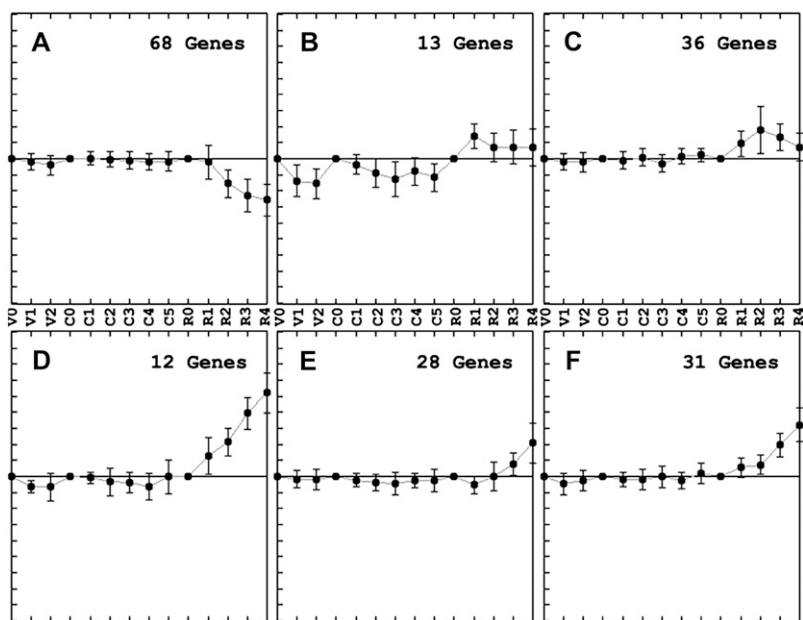 A 68 Genes
B 13 Genes
C 36 Genes
V0 V1 V2 C0 C1 C2 C3 C4 C5 R0 R1 R2 R3 R4
V0 V1 V2 C0 C1 C2 C3 C4 C5 R0 R1 R2 R3 R4
V0 V1 V2 C0 C1 C2 C3 C4 C5 R0 R1 R2 R3 R4
D 12 Genes
E 28 Genes
F 31 Genes